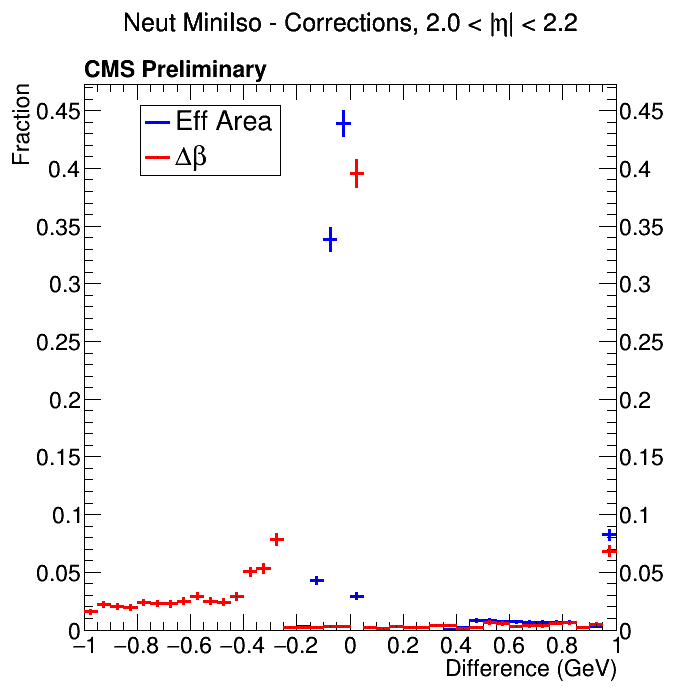 Neut MiniIso - Corrections, 2.0 < |η| < 2.2
CMS Preliminary
Fraction
Eff Area
Δβ
0.45 0.45
0.4 0.4
0.35 0.35
0.3 0.3
0.25 0.25
0.2 0.2
0.15 0.15
0.1 0.1
0.05 0.05
0 0
−1 −0.8 −0.6 −0.4 −0.2 0 0.2 0.4 0.6 0.8 1
Difference (GeV)